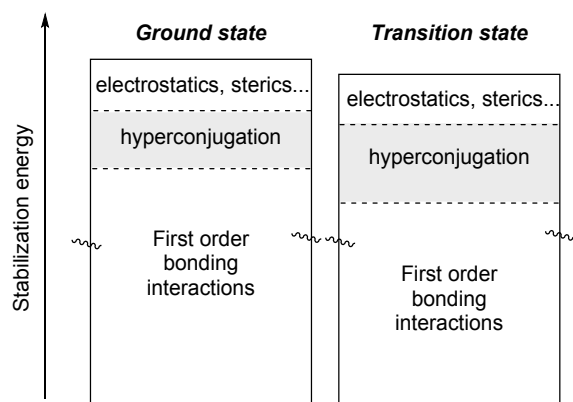 Ground state
Transition state
Stabilization energy
electrostatics, sterics...
hyperconjugation
First order
bonding
interactions
electrostatics, sterics...
hyperconjugation
First order
bonding
interactions